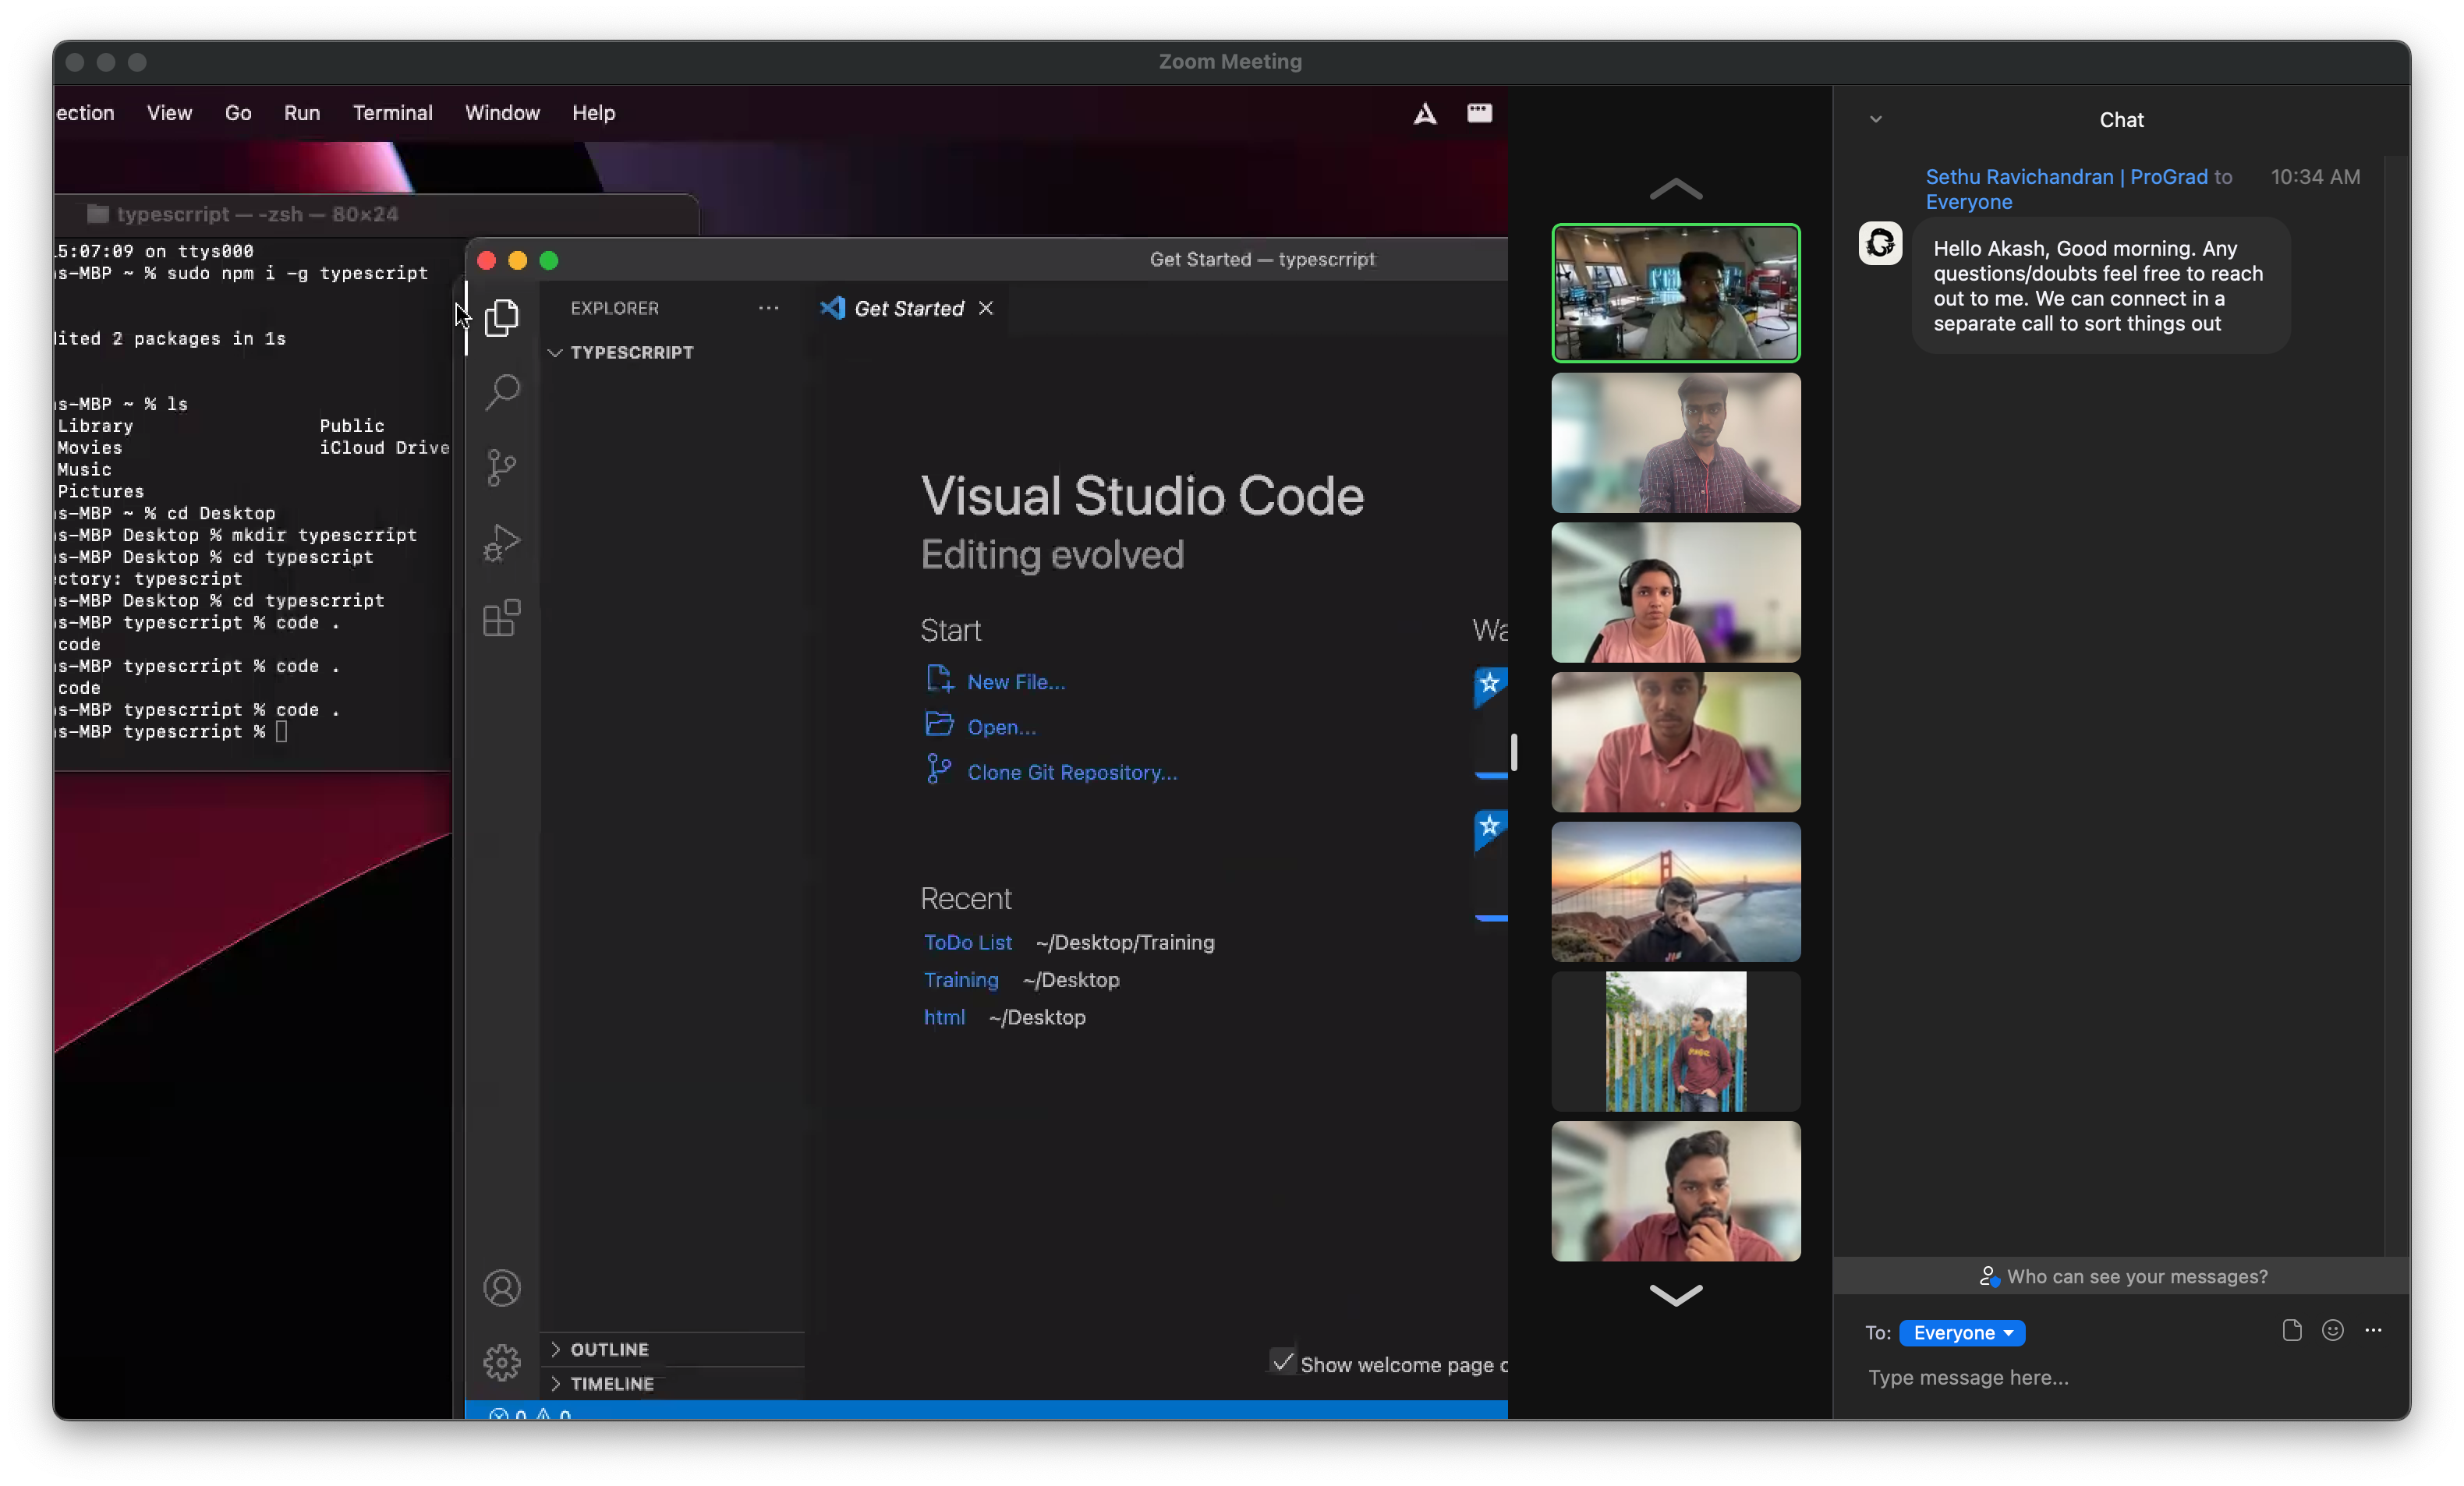 Zoom Meeting
ection View Go Run Terminal Window Help
typescrript — -zsh — 80×24
5:07:09 on ttys000
s-MBP ~ % sudo npm i -g typescript
dited 2 packages in 1s
s-MBP ~ % ls
Library Public
Movies iCloud Drive
Music
Pictures
s-MBP ~ % cd Desktop
s-MBP Desktop % mkdir typescrript
s-MBP Desktop % cd typescript
ectory: typescript
s-MBP Desktop % cd typescrript
s-MBP typescrript % code .
code
s-MBP typescrript % code .
code
s-MBP typescrript % code .
s-MBP typescrript %
Get Started — typescrript
EXPLORER
TYPESCRRIPT
OUTLINE
TIMELINE
Get Started
Visual Studio Code
Editing evolved
Start
New File...
Open...
Clone Git Repository...
Wa
Recent
ToDo List ~/Desktop/Training
Training ~/Desktop
html ~/Desktop
Show welcome page o
0 0
Chat
Sethu Ravichandran | ProGrad to 10:34 AM
Everyone
Hello Akash, Good morning. Any
questions/doubts feel free to reach
out to me. We can connect in a
separate call to sort things out
Who can see your messages?
To: Everyone
Type message here...